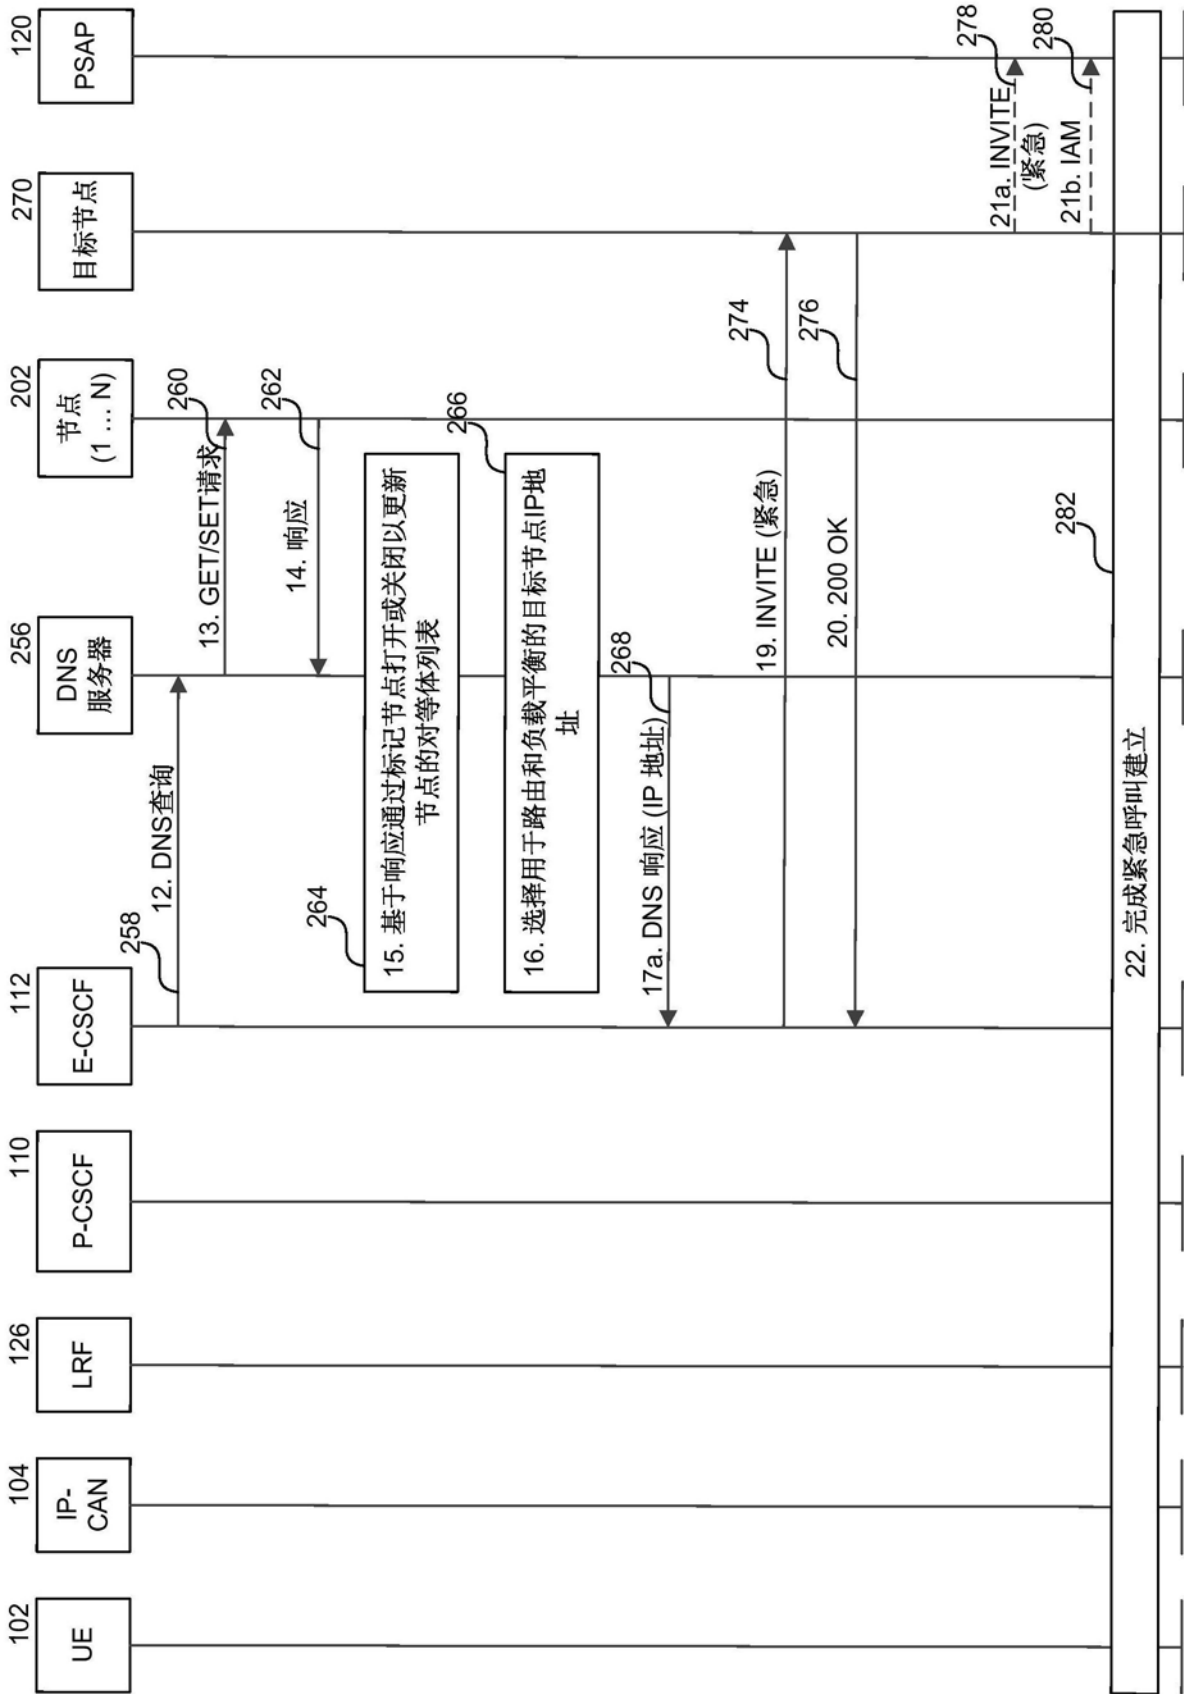 102
104
126
110
112
256
202
270
120
UE
IP-
CAN
LRF
P-CSCF
E-CSCF
DNS
服务器
节点
(1 ... N)
目标节点
PSAP
258
12. DNS查询
13. GET/SET请求
260
14. 响应
262
264
15. 基于响应通过标记节点打开或关闭以更新
节点的对等体列表
266
16. 选择用于路由和负载平衡的目标节点IP地
址
17a. DNS 响应 (IP 地址)
268
19. INVITE (紧急)
274
20. 200 OK
276
21a. INVITE
(紧急)
278
21b. IAM
280
282
22. 完成紧急呼叫建立